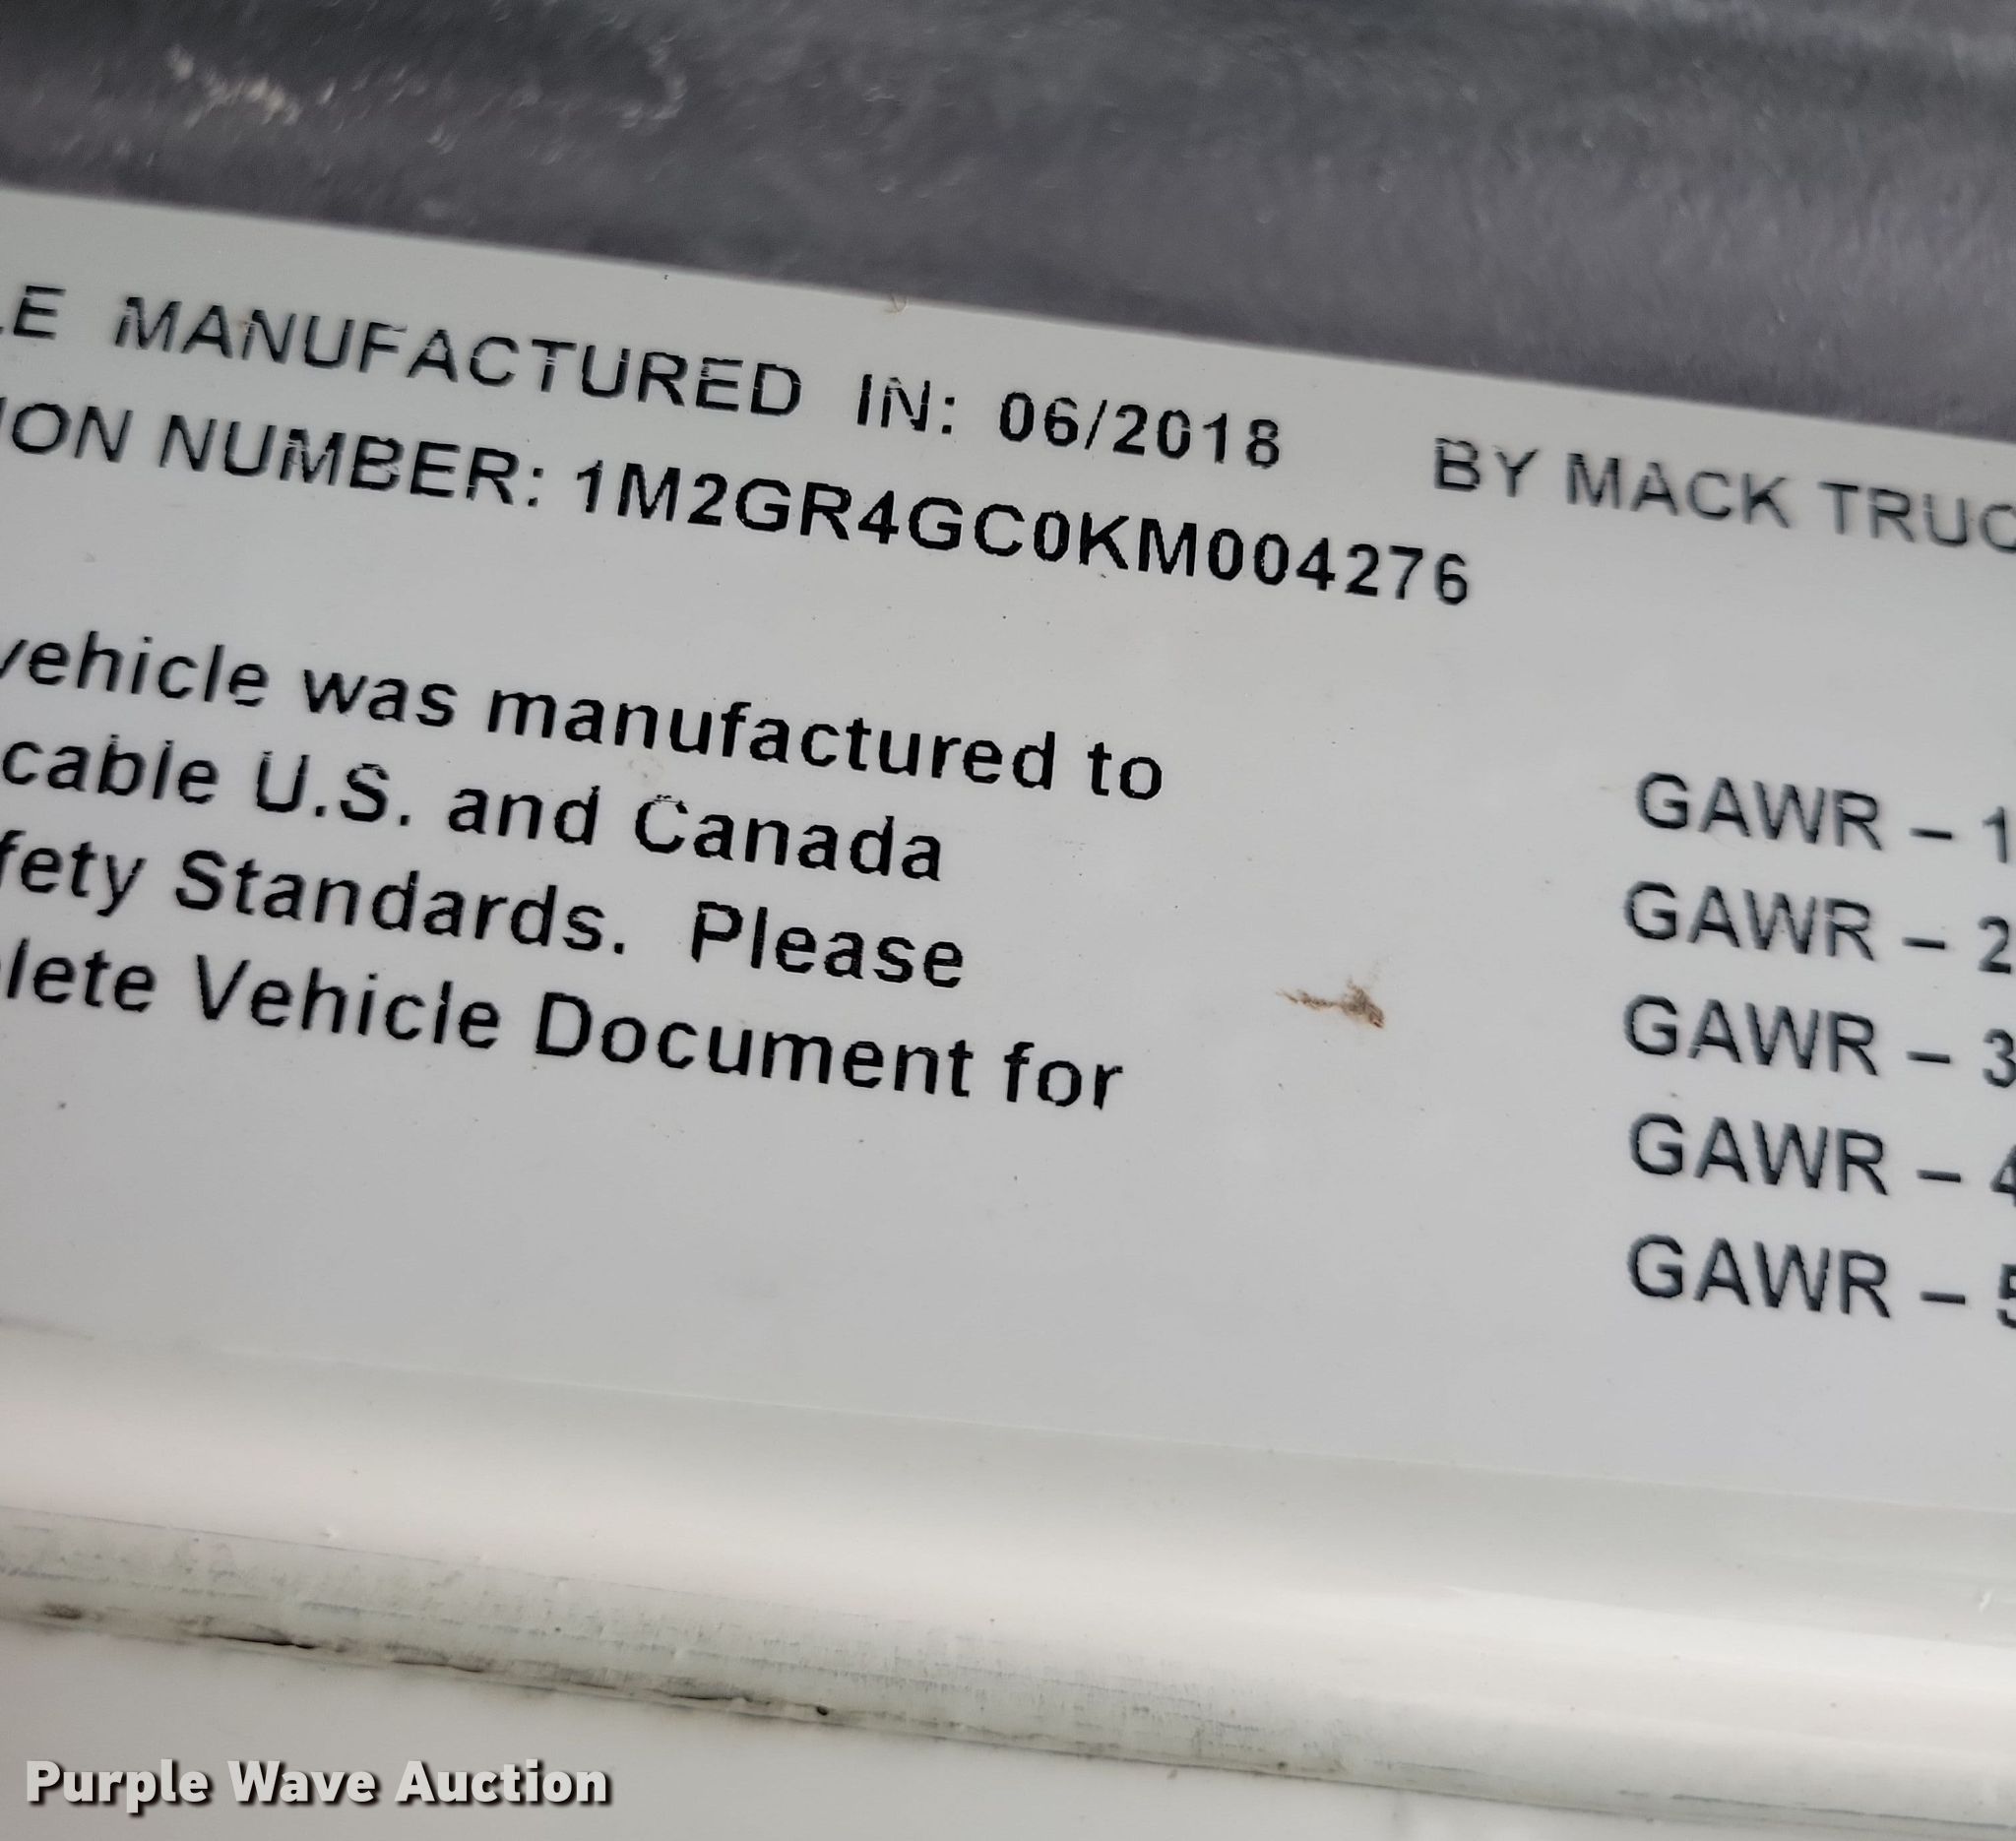 LE MANUFACTURED IN: 06/2018 BY MACK TRUC
ION NUMBER: 1M2GR4GC0KM004276
vehicle was manufactured to
cable U.S. and Canada
fety Standards. Please
lete Vehicle Document for
GAWR – 1
GAWR – 2
GAWR – 3
GAWR – 4
GAWR – 5
Purple Wave Auction